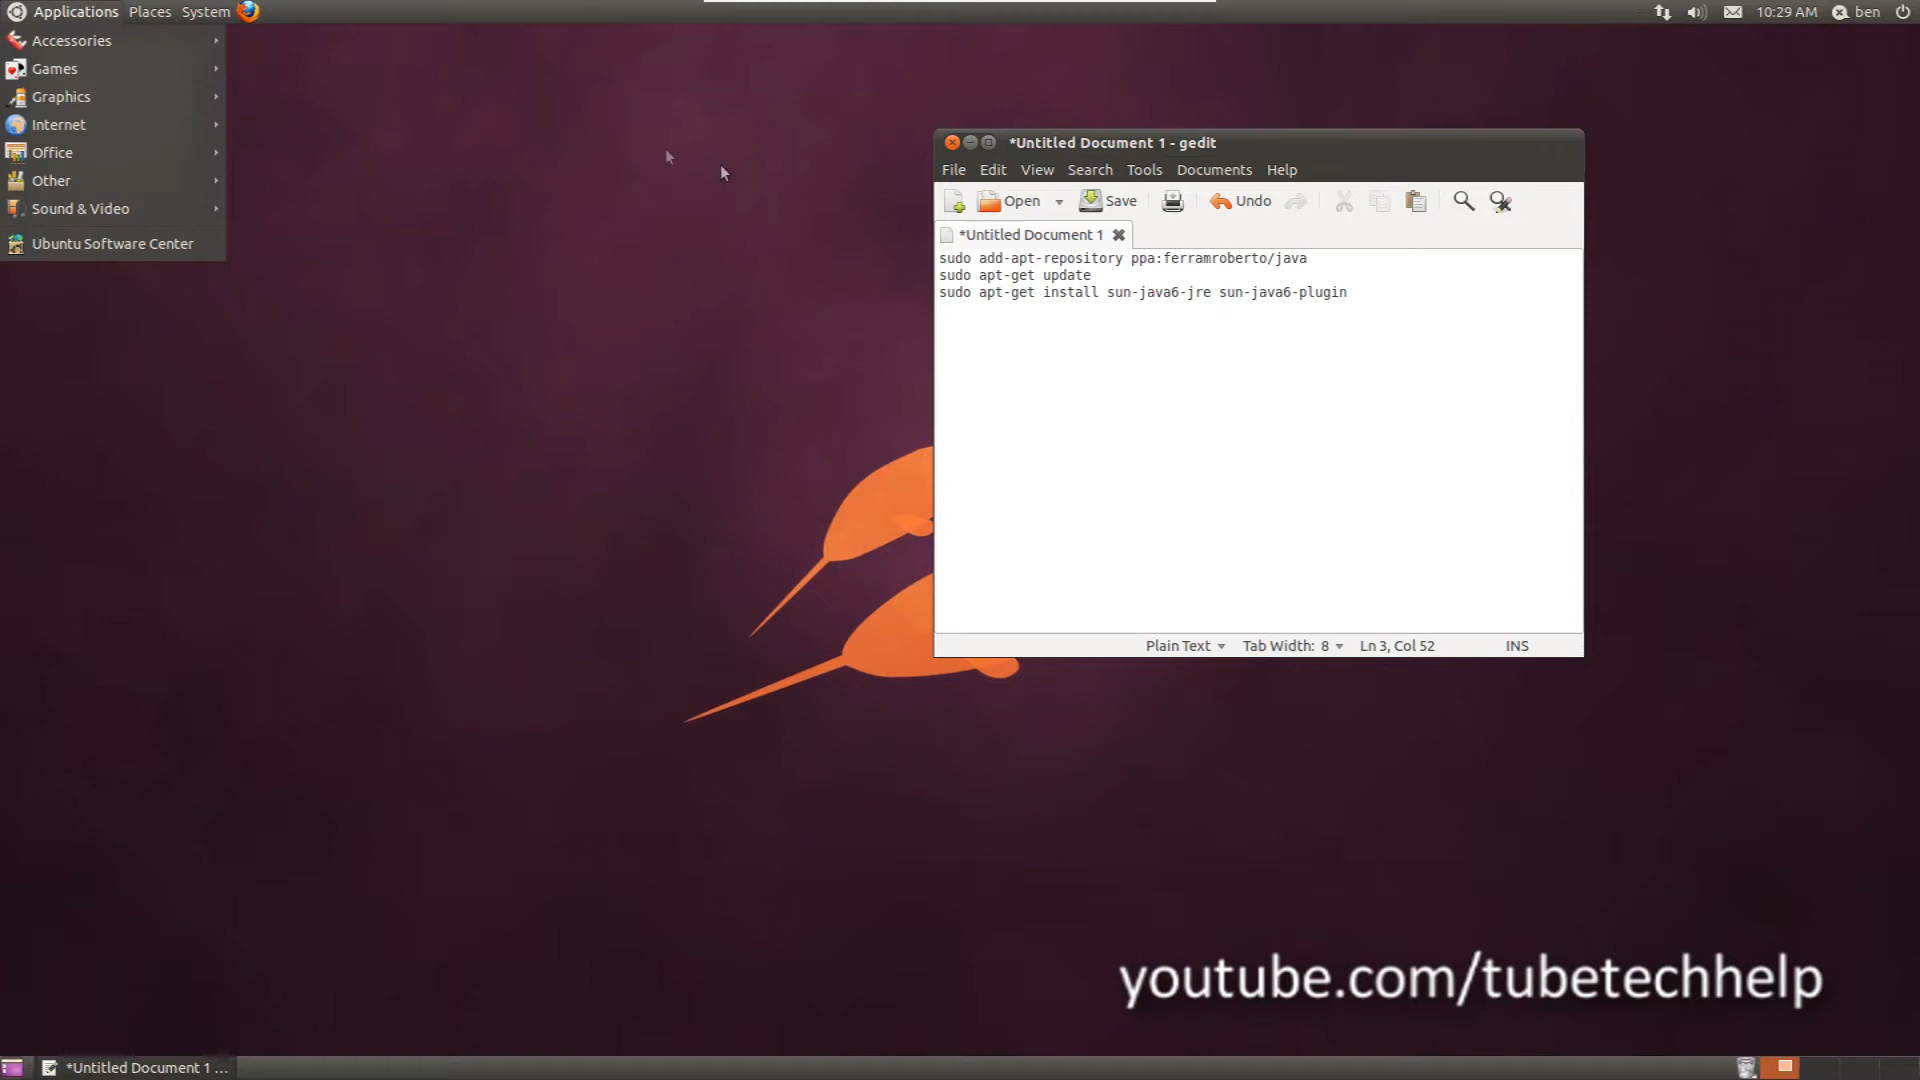 Applications Places System
10:29 AM ben
Accessories
Games
Graphics
Internet
Office
Other
Sound & Video
Ubuntu Software Center
*Untitled Document 1 - gedit
File Edit View Search Tools Documents Help
Open Save Undo
*Untitled Document 1
sudo add-apt-repository ppa:ferramroberto/java
sudo apt-get update
sudo apt-get install sun-java6-jre sun-java6-plugin
Plain Text Tab Width: 8 Ln 3, Col 52 INS
youtube.com/tubetechhelp
*Untitled Document 1 ...